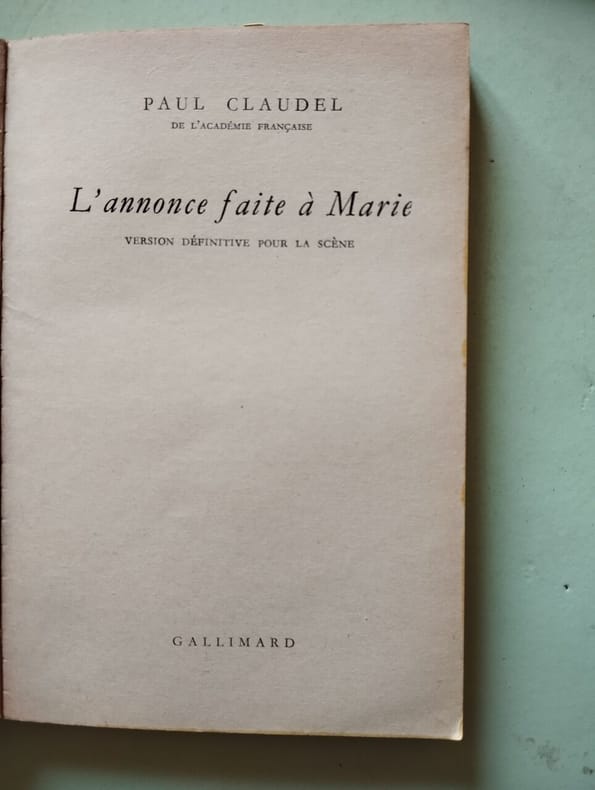 PAUL CLAUDEL
DE L'ACADÉMIE FRANÇAISE
L'annonce faite à Marie
VERSION DÉFINITIVE POUR LA SCÈNE
GALLIMARD